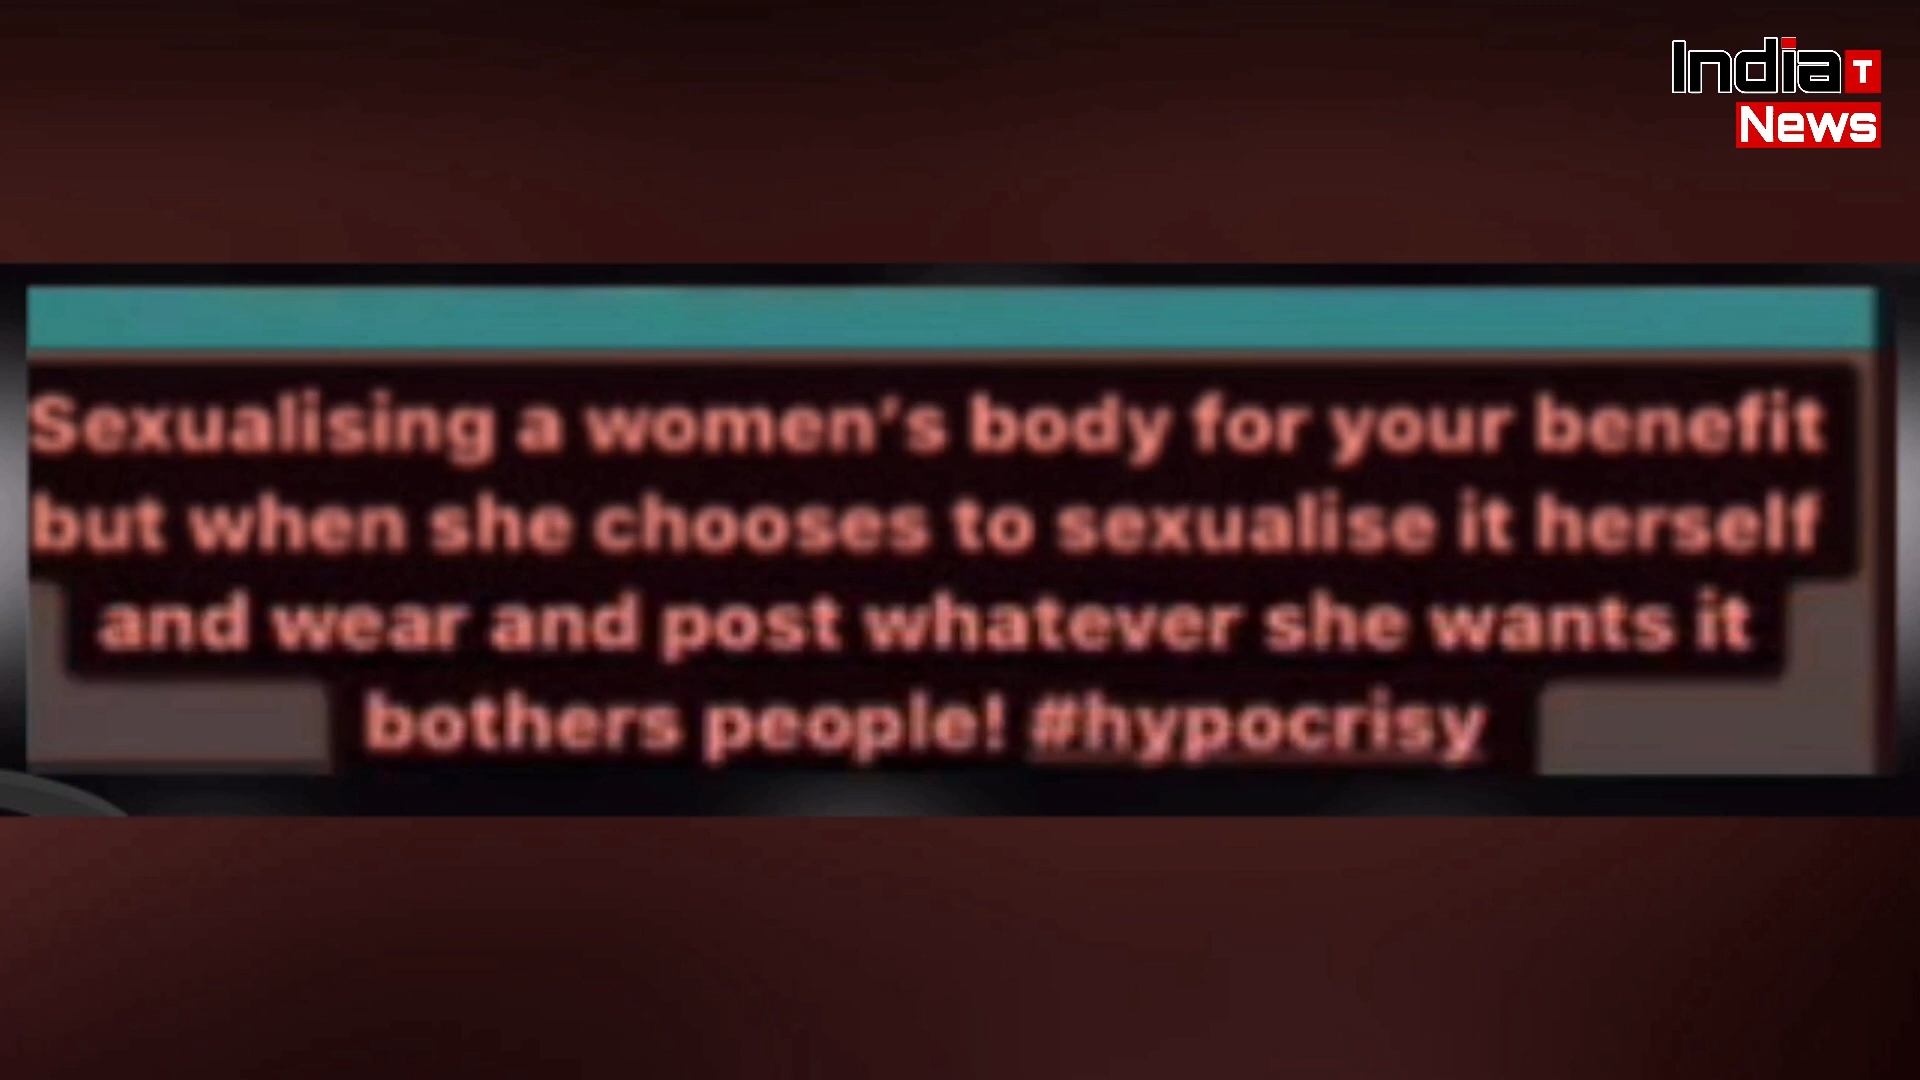 India T
News
Sexualising a women's body for your benefit
but when she chooses to sexualise it herself
and wear and post whatever she wants it
bothers people! #hypocrisy